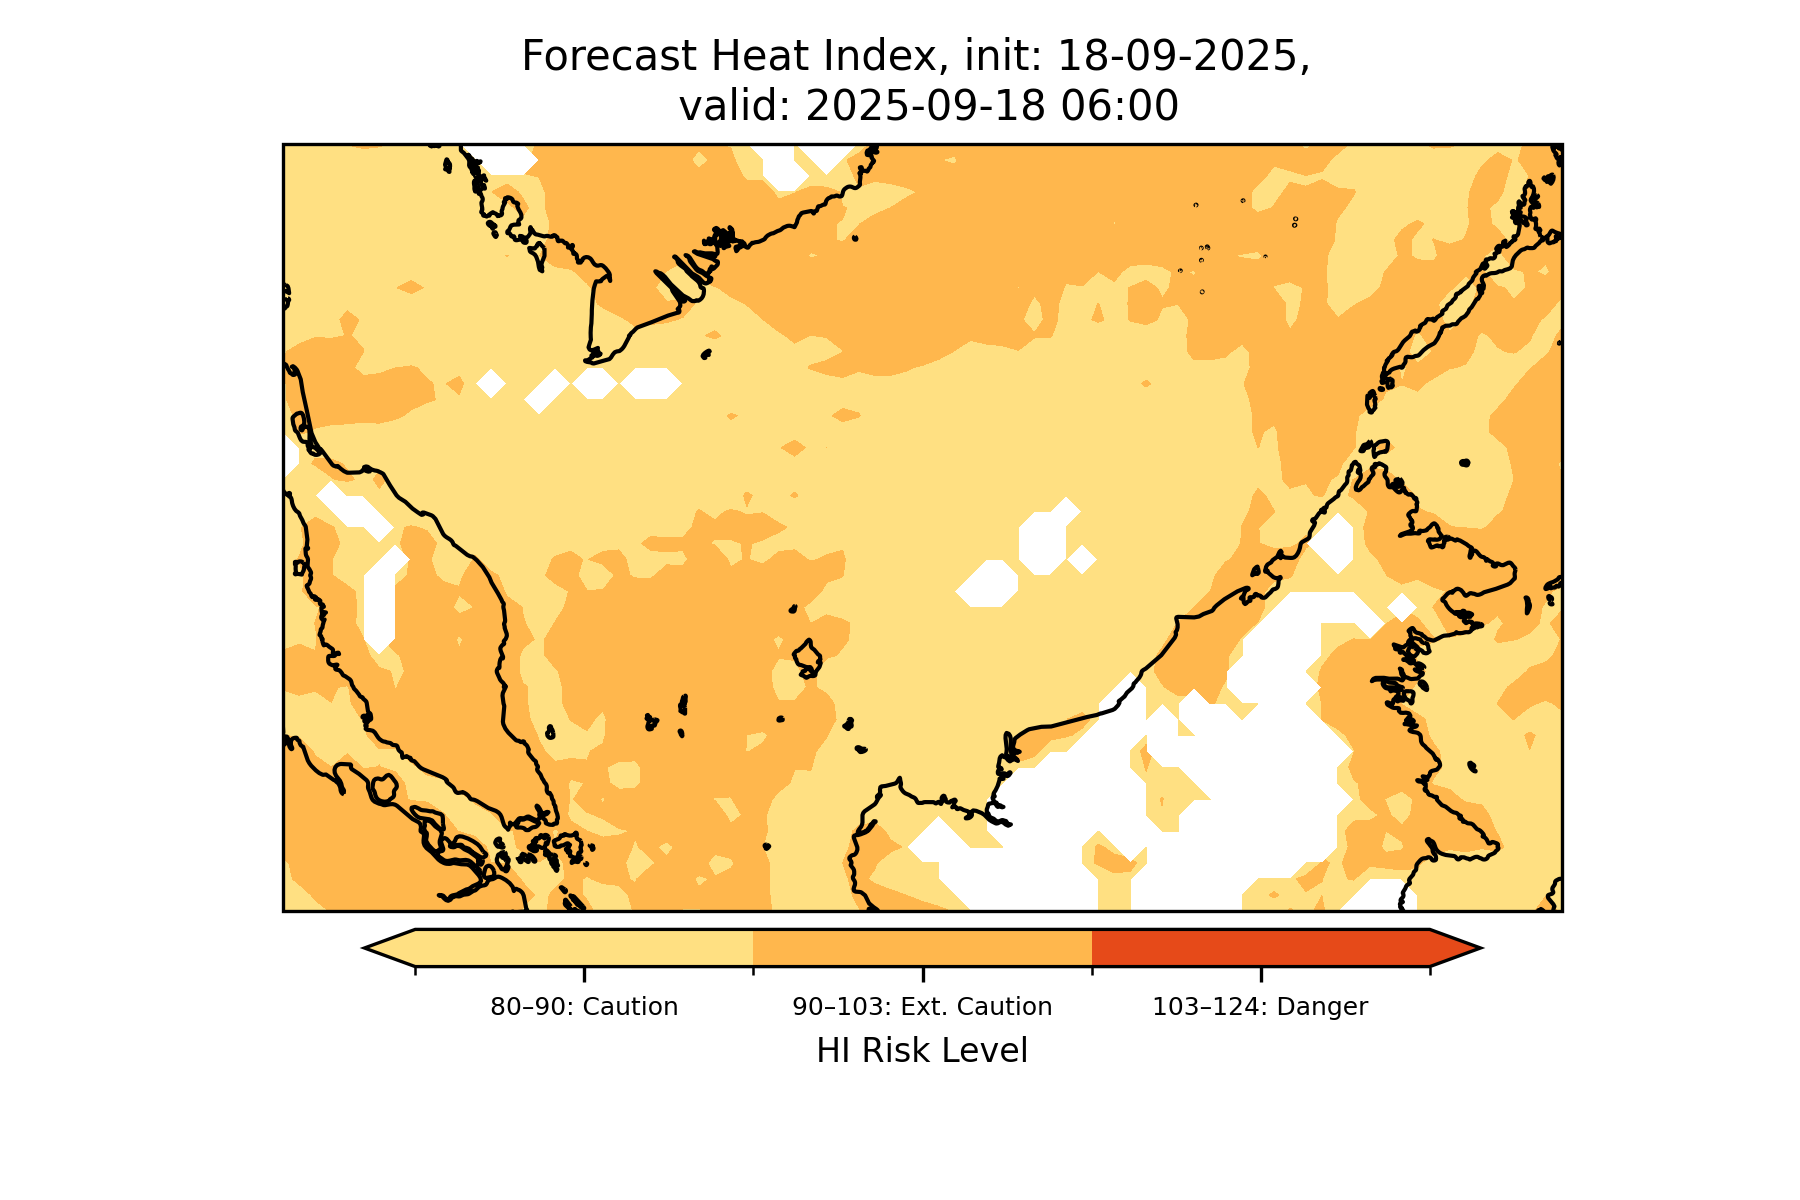 Forecast Heat Index, init: 18-09-2025,
valid: 2025-09-18 06:00
80–90: Caution
90–103: Ext. Caution
103–124: Danger
HI Risk Level